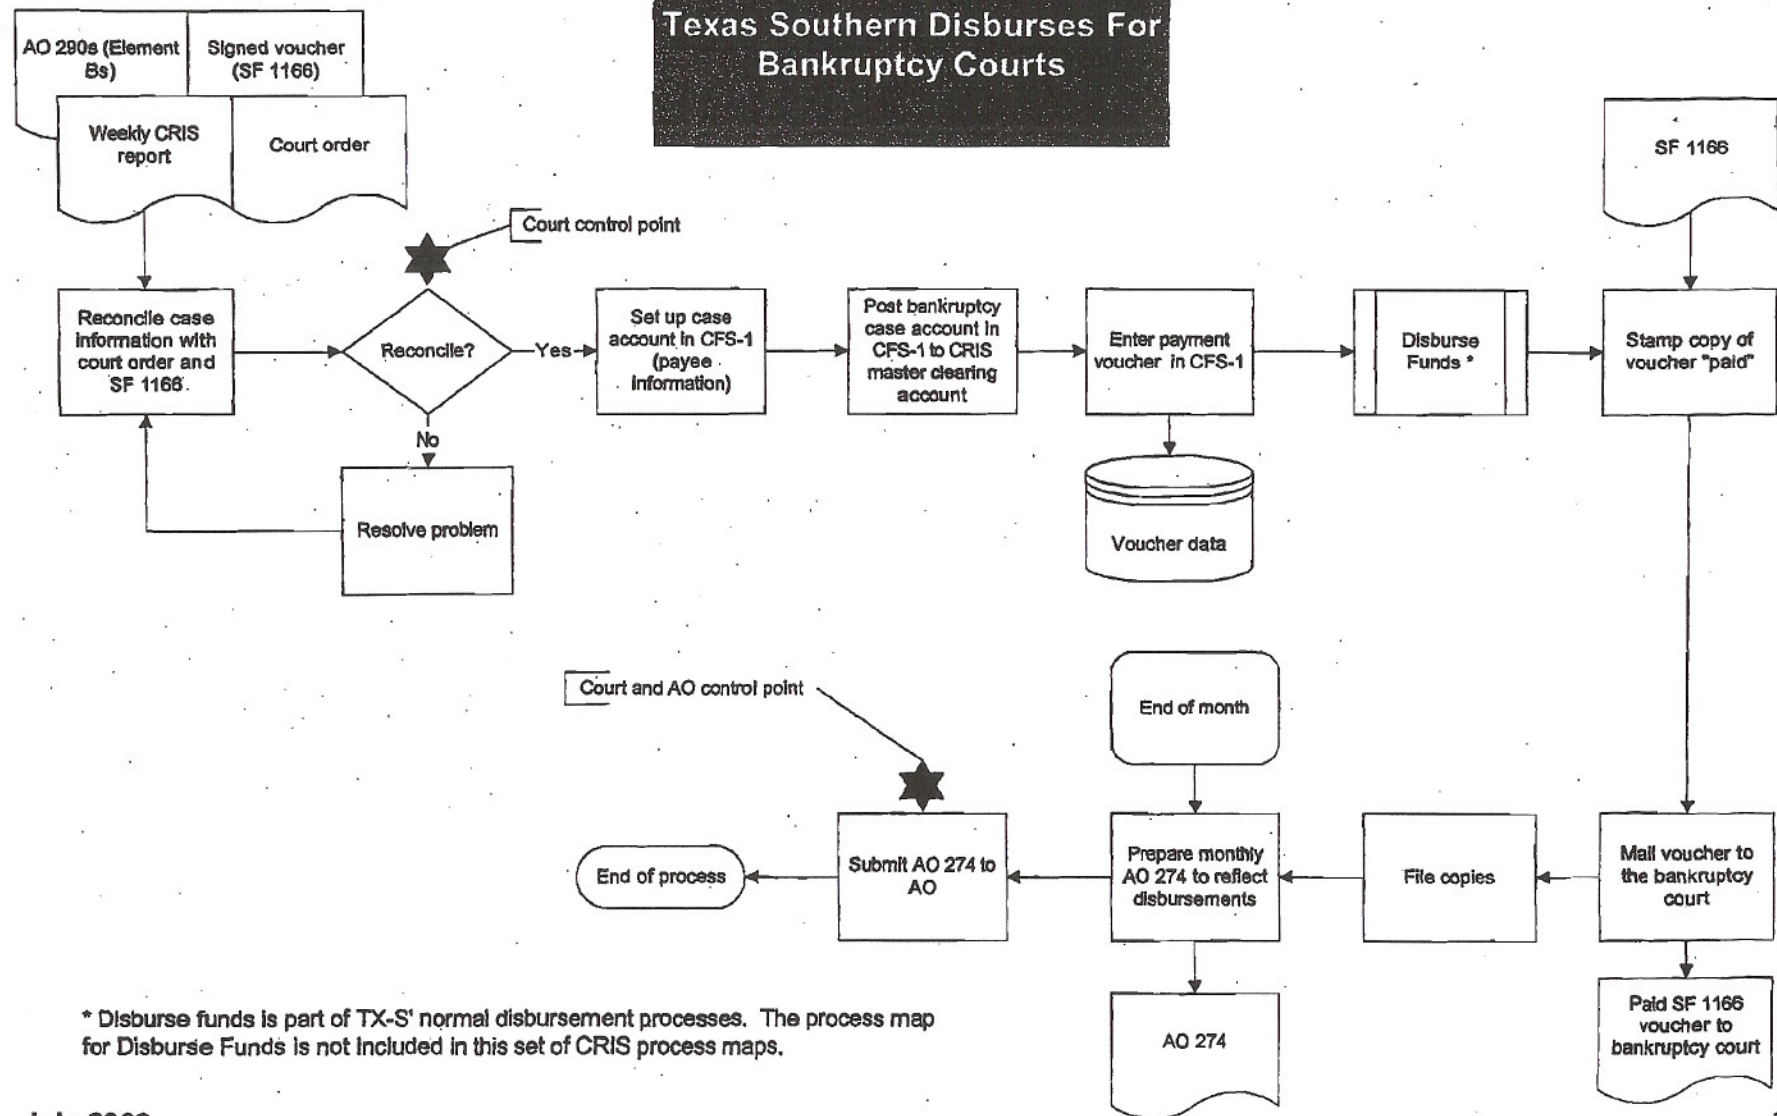 Texas Southern Disburses For
Bankruptcy Courts
AO 290s (Element
Bs)
Signed voucher
(SF 1166)
Weekly CRIS
report
Court order
SF 1166
Court control point
Reconcile case
information with
court order and
SF 1166.
Reconcile?
Yes
Set up case
account in CFS-1
(payee
information)
Post bankruptcy
case account in
CFS-1 to CRIS
master clearing
account
Enter payment
voucher in CFS-1
Disburse
Funds *
Stamp copy of
voucher "paid"
No
Resolve problem
Voucher data
Court and AO control point
End of month
End of process
Submit AO 274 to
AO
Prepare monthly
AO 274 to reflect
disbursements
File copies
Mail voucher to
the bankruptcy
court
* Disburse funds is part of TX-S' normal disbursement processes. The process map
for Disburse Funds is not included in this set of CRIS process maps.
AO 274
Paid SF 1166
voucher to
bankruptcy court